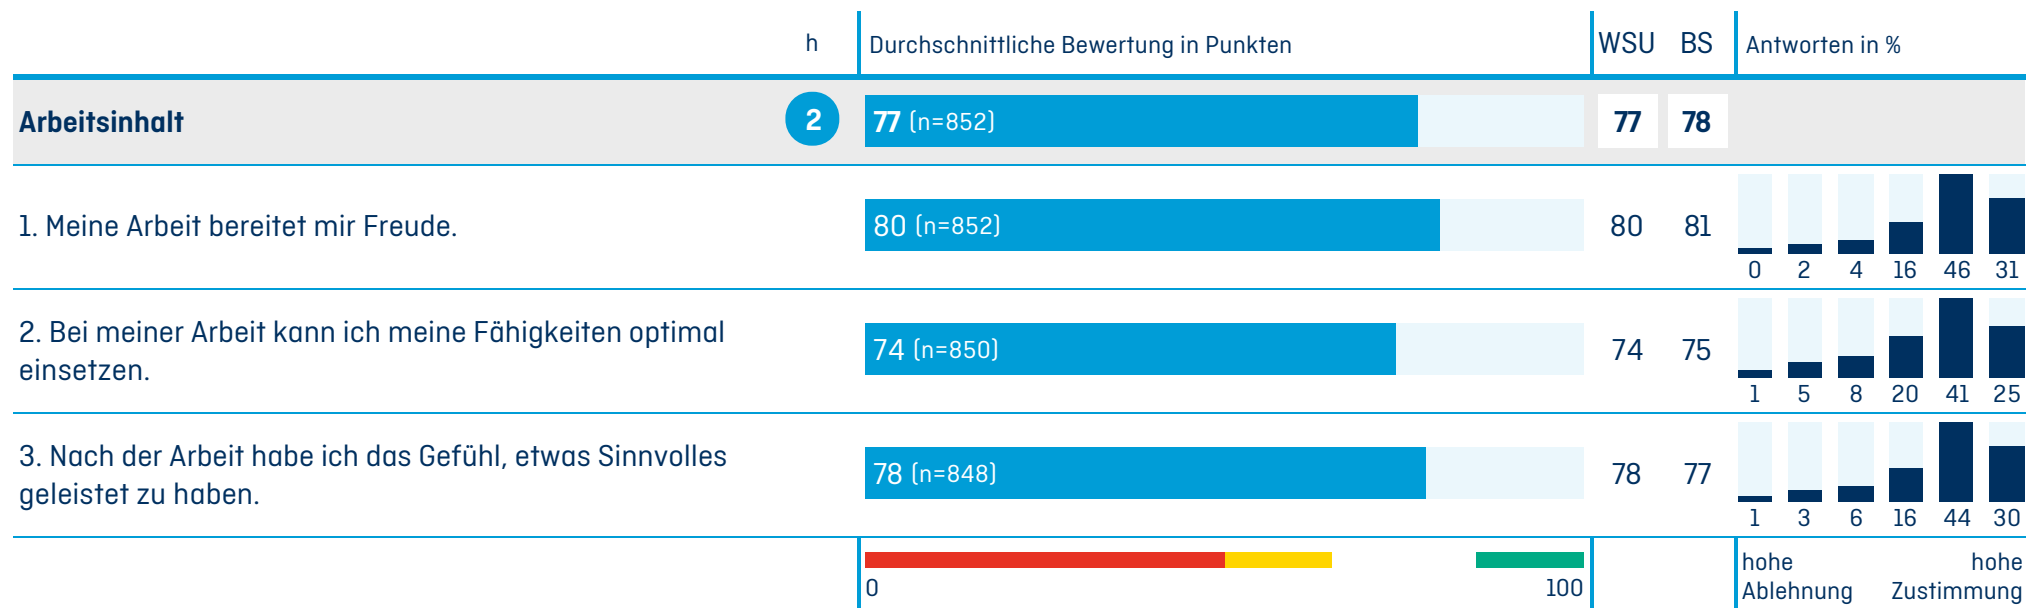 h Durchschnittliche Bewertung in Punkten WSU BS Antworten in %
Arbeitsinhalt 2 77 (n=852) 77 78
1. Meine Arbeit bereitet mir Freude. 80 (n=852) 80 81
0 2 4 16 46 31
2. Bei meiner Arbeit kann ich meine Fähigkeiten optimal
einsetzen. 74 (n=850) 74 75
1 5 8 20 41 25
3. Nach der Arbeit habe ich das Gefühl, etwas Sinnvolles
geleistet zu haben. 78 (n=848) 78 77
1 3 6 16 44 30
0 100
hohe hohe
Ablehnung Zustimmung